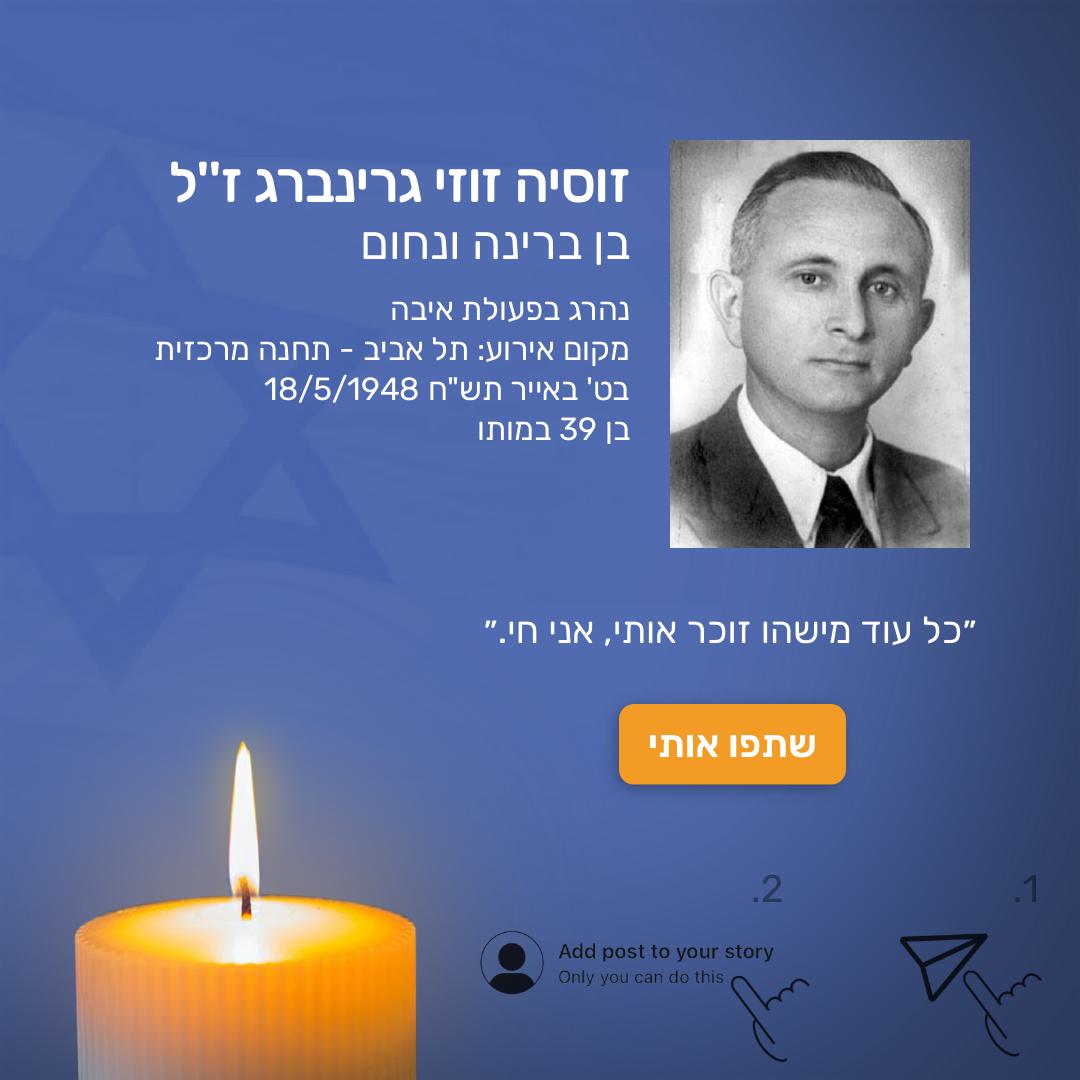 זוסיה זוזי גרינברג ז"ל
בן ברינה ונחום
נהרג בפעולת איבה
מקום אירוע: תל אביב - תחנה מרכזית
בט' באייר תש"ח 18/5/1948
בן 39 במותו
״כל עוד מישהו זוכר אותי, אני חי.״
שתפו אותי
1.
2.
Add post to your story
Only you can do this